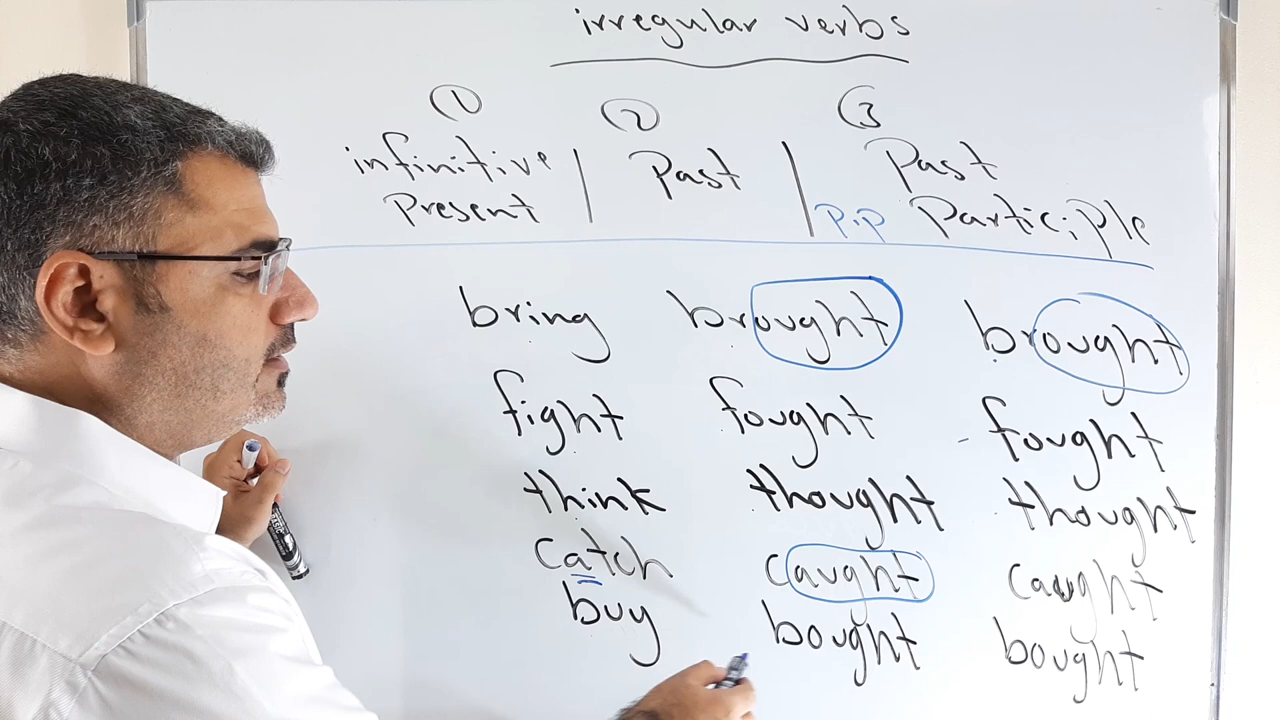 irregular verbs
① ② ③
infinitive Present | Past | Past Participle
P.P
bring brought brought
fight fought fought
think thought thought
catch caught caught
buy bought bought